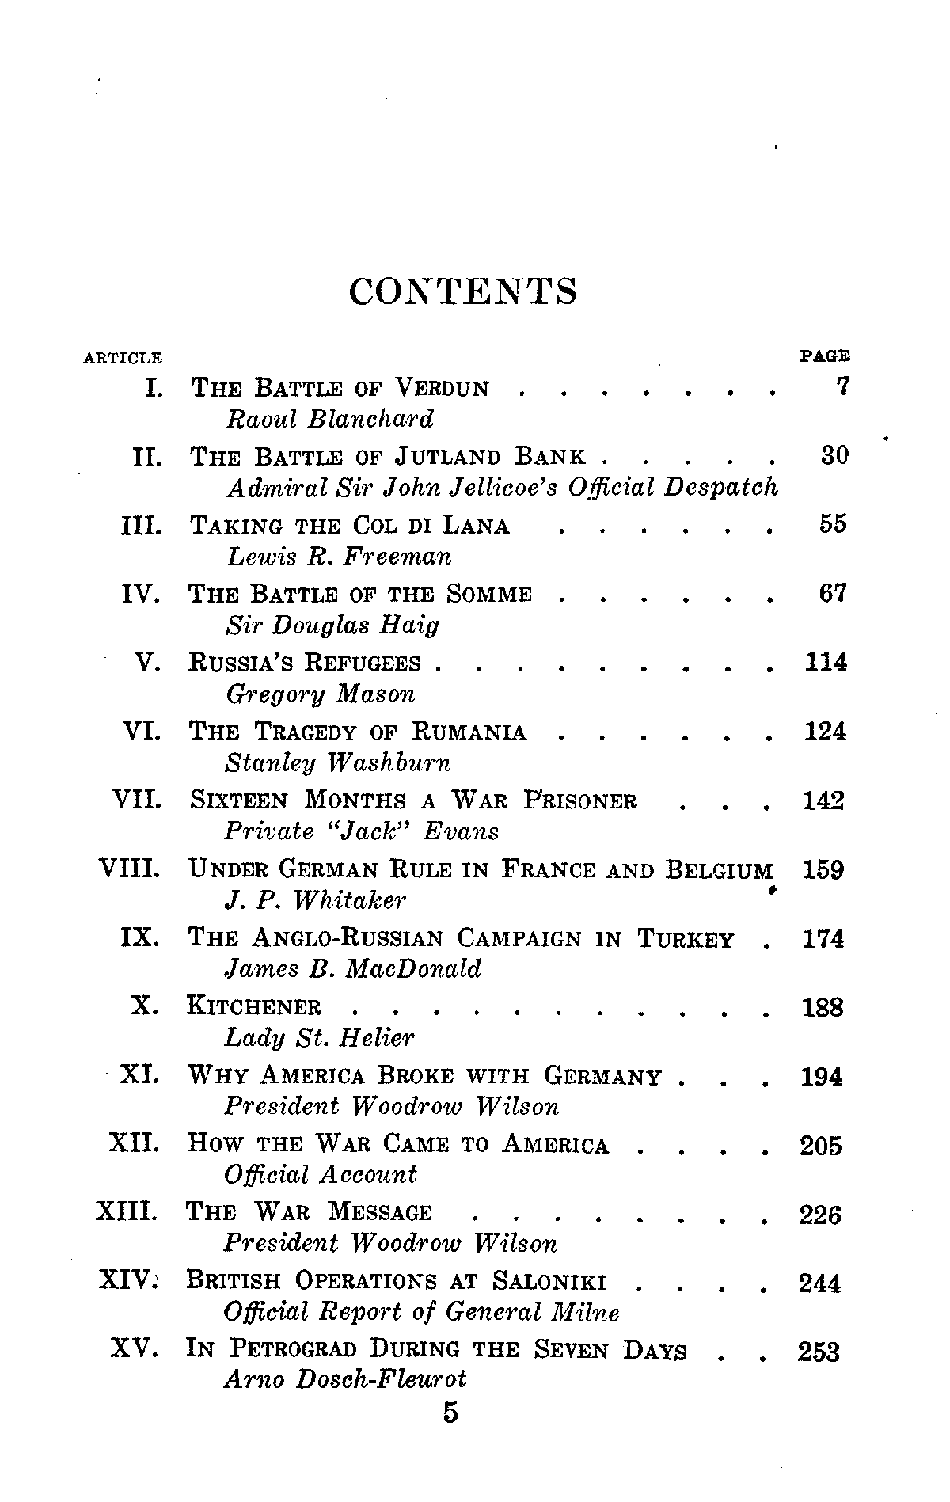 CONTENTS
ARTICLE PAGE
I. THE BATTLE OF VERDUN . . . . . . . 7
Raoul Blanchard
II. THE BATTLE OF JUTLAND BANK . . . . . 30
Admiral Sir John Jellicoe's Official Despatch
III. TAKING THE COL DI LANA . . . . . . 55
Lewis R. Freeman
IV. THE BATTLE OF THE SOMME . . . . . . 67
Sir Douglas Haig
V. RUSSIA'S REFUGEES . . . . . . . . . 114
Gregory Mason
VI. THE TRAGEDY OF RUMANIA . . . . . . 124
Stanley Washburn
VII. SIXTEEN MONTHS A WAR PRISONER . . . 142
Private "Jack" Evans
VIII. UNDER GERMAN RULE IN FRANCE AND BELGIUM 159
J. P. Whitaker
IX. THE ANGLO-RUSSIAN CAMPAIGN IN TURKEY . 174
James B. MacDonald
X. KITCHENER . . . . . . . . . . . 188
Lady St. Helier
XI. WHY AMERICA BROKE WITH GERMANY . . . 194
President Woodrow Wilson
XII. HOW THE WAR CAME TO AMERICA . . . . 205
Official Account
XIII. THE WAR MESSAGE . . . . . . . . 226
President Woodrow Wilson
XIV. BRITISH OPERATIONS AT SALONIKI . . . . 244
Official Report of General Milne
XV. IN PETROGRAD DURING THE SEVEN DAYS . . 253
Arno Dosch-Fleurot
5